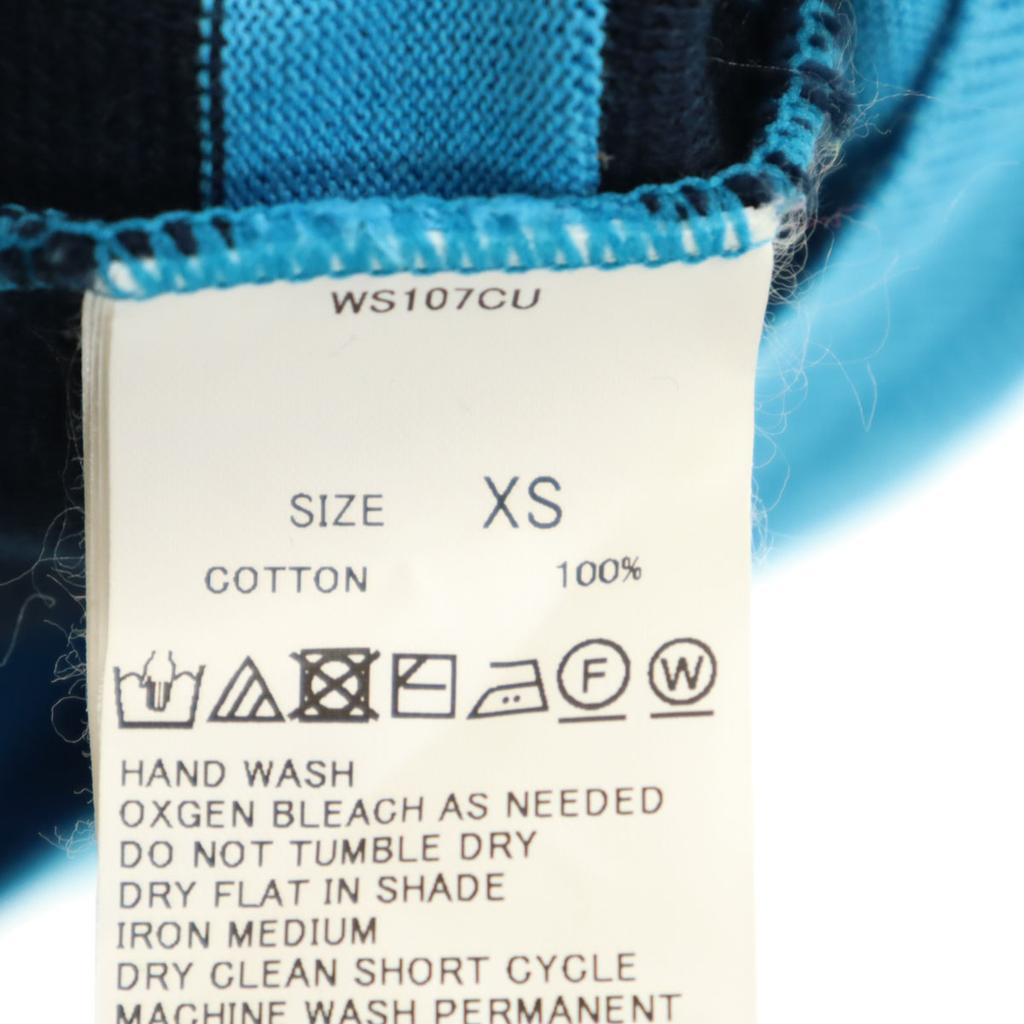 WS107CU
SIZE XS
COTTON 100%
F W
HAND WASH
OXGEN BLEACH AS NEEDED
DO NOT TUMBLE DRY
DRY FLAT IN SHADE
IRON MEDIUM
DRY CLEAN SHORT CYCLE
MACHINE WASH PERMANENT